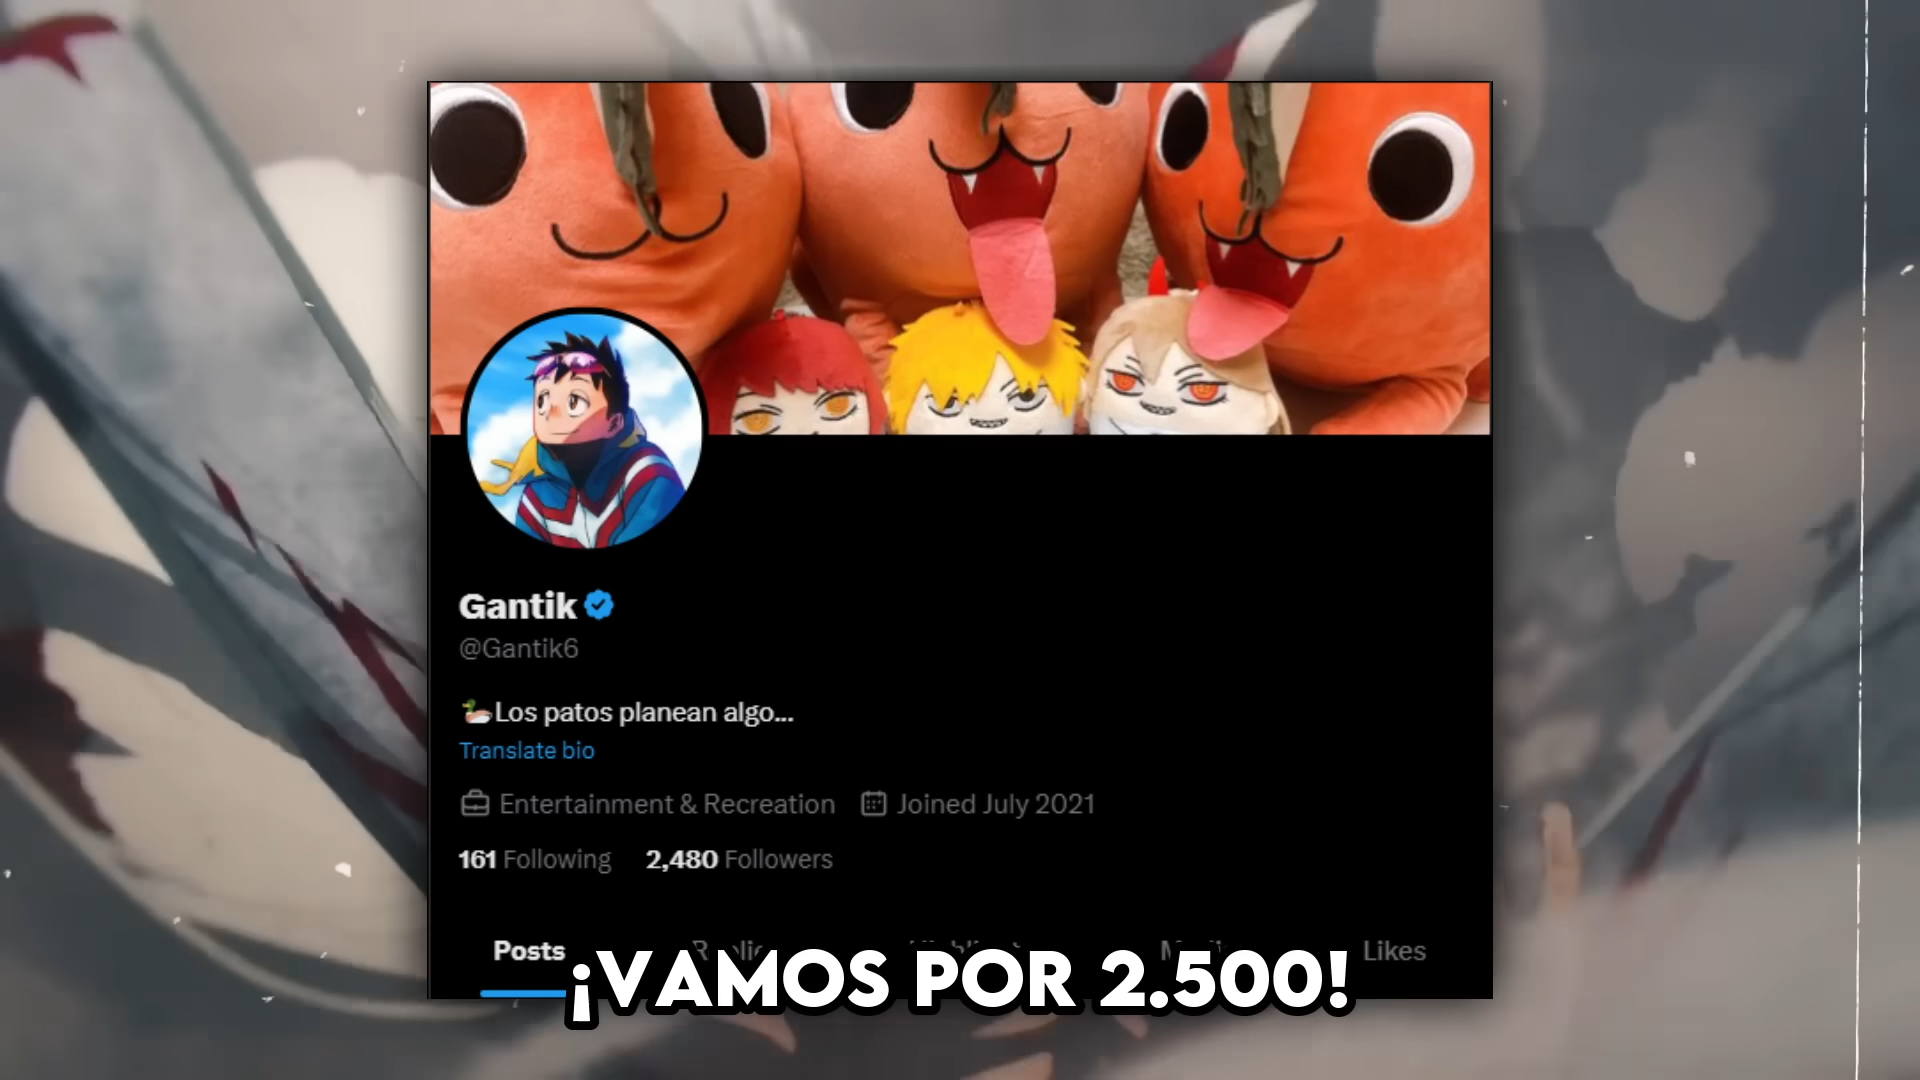 Gantik
@Gantik6
Los patos planean algo...
Translate bio
Entertainment & Recreation Joined July 2021
161 Following 2,480 Followers
Posts Likes
¡VAMOS POR 2.500!